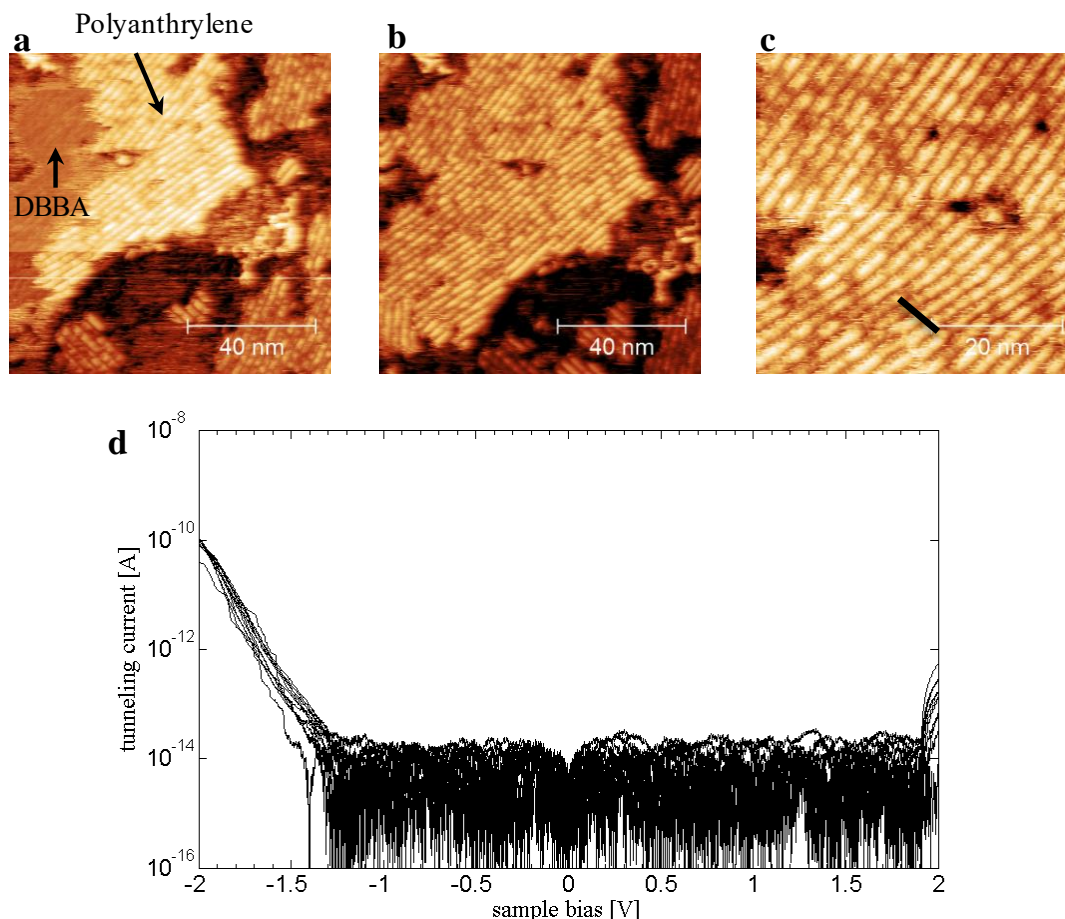 Polyanthrylene
a
b
c
DBBA
40 nm
40 nm
20 nm
d
10-8
10-10
10-12
10-14
10-16
tunneling current [A]
-2
-1.5
-1
-0.5
0
0.5
1
1.5
2
sample bias [V]